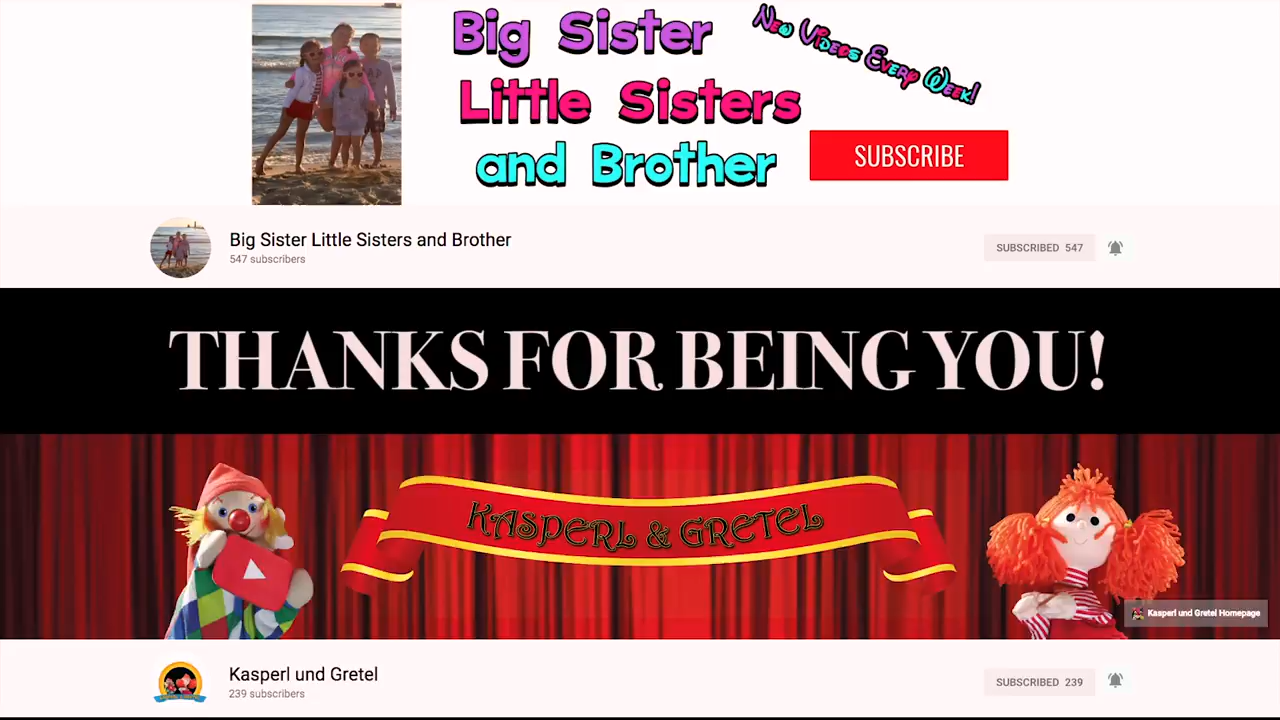 Big Sister
New Videos Every Week!
Little Sisters
and Brother
SUBSCRIBE
Big Sister Little Sisters and Brother
547 subscribers
SUBSCRIBED 547
THANKS FOR BEING YOU!
KASPERL & GRETEL
Kasperl und Gretel Homepage
Kasperl und Gretel
239 subscribers
SUBSCRIBED 239